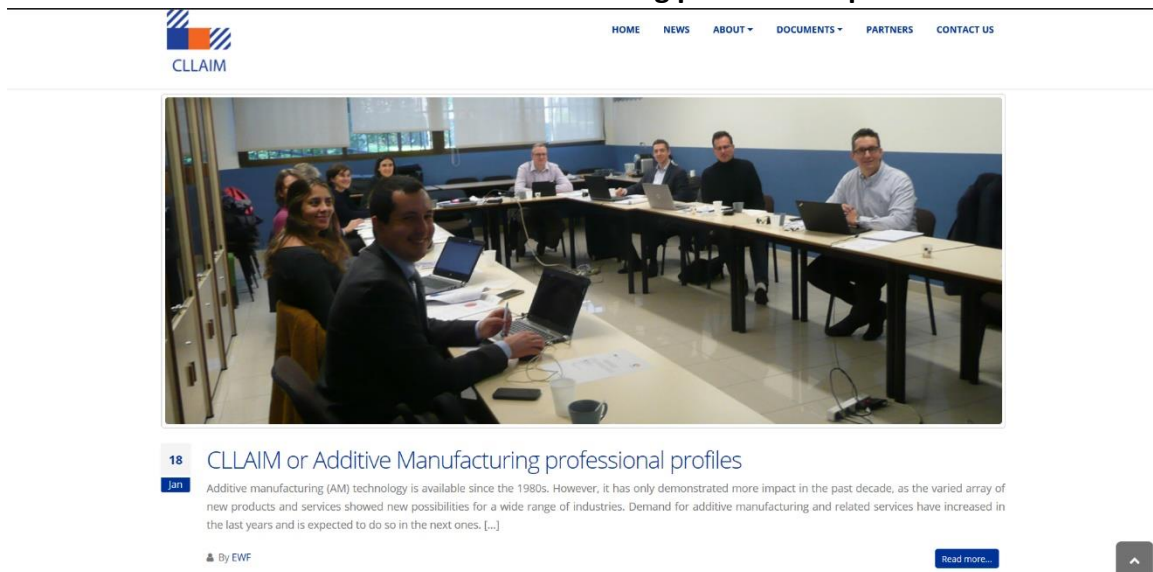 CLLAIM
HOME NEWS ABOUT DOCUMENTS PARTNERS CONTACT US
18
Jan
CLLAIM or Additive Manufacturing professional profiles
Additive manufacturing (AM) technology is available since the 1980s. However, it has only demonstrated more impact in the past decade, as the varied array of
new products and services showed new possibilities for a wide range of industries. Demand for additive manufacturing and related services have increased in
the last years and is expected to do so in the next ones. [...]
By EWF
Read more...